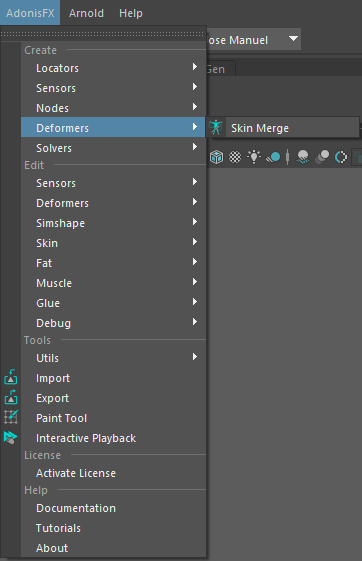 AdonisFX Arnold Help
ose Manuel
Gen
Create
Locators
Sensors
Nodes
Deformers
Skin Merge
Solvers
Edit
Sensors
Deformers
Simshape
Skin
Fat
Muscle
Glue
Debug
Tools
Utils
Import
Export
Paint Tool
Interactive Playback
License
Activate License
Help
Documentation
Tutorials
About